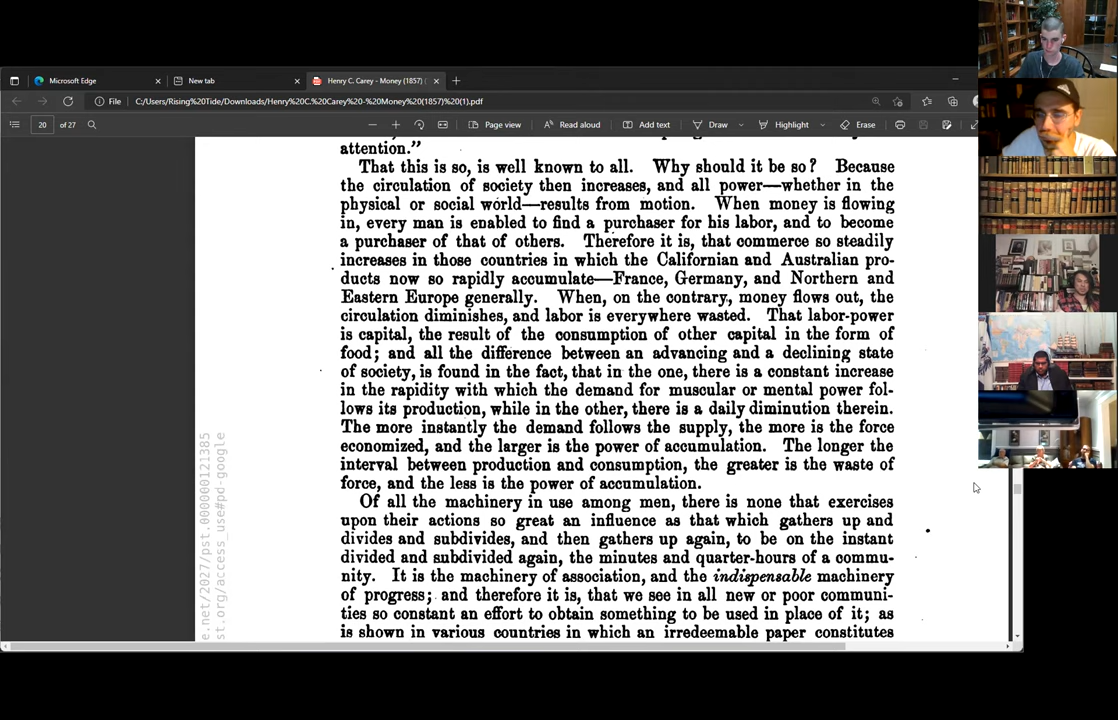 Microsoft Edge
New tab
Henry C. Carey - Money (1857) (
File
C:/Users/Rising%20Tide/Downloads/Henry%20C.%20Carey%20-%20Money%20(1857)%20(1).pdf
20 of 27
Page view
Read aloud
Add text
Draw
Highlight
Erase
attention."
That this is so, is well known to all. Why should it be so? Because
the circulation of society then increases, and all power—whether in the
physical or social world—results from motion. When money is flowing
in, every man is enabled to find a purchaser for his labor, and to become
a purchaser of that of others. Therefore it is, that commerce so steadily
increases in those countries in which the Californian and Australian pro-
ducts now so rapidly accumulate—France, Germany, and Northern and
Eastern Europe generally. When, on the contrary, money flows out, the
circulation diminishes, and labor is everywhere wasted. That labor-power
is capital, the result of the consumption of other capital in the form of
food; and all the difference between an advancing and a declining state
of society, is found in the fact, that in the one, there is a constant increase
in the rapidity with which the demand for muscular or mental power fol-
lows its production, while in the other, there is a daily diminution therein.
The more instantly the demand follows the supply, the more is the force
economized, and the larger is the power of accumulation. The longer the
interval between production and consumption, the greater is the waste of
force, and the less is the power of accumulation.
Of all the machinery in use among men, there is none that exercises
upon their actions so great an influence as that which gathers up and
divides and subdivides, and then gathers up again, to be on the instant
divided and subdivided again, the minutes and quarter-hours of a commu-
nity. It is the machinery of association, and the indispensable machinery
of progress; and therefore it is, that we see in all new or poor communi-
ties so constant an effort to obtain something to be used in place of it; as
is shown in various countries in which an irredeemable paper constitutes
e.net/2027/pst.000000121385
st.org/access_use#pd-google